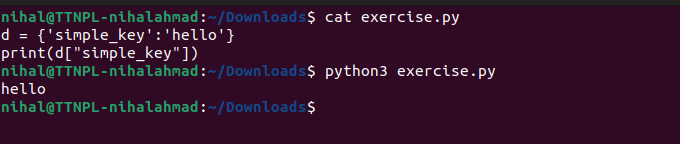 nihal@TTNPL-nihalahmad:~/Downloads$ cat exercise.py
d = {'simple_key':'hello'}
print(d["simple_key"])
nihal@TTNPL-nihalahmad:~/Downloads$ python3 exercise.py
hello
nihal@TTNPL-nihalahmad:~/Downloads$